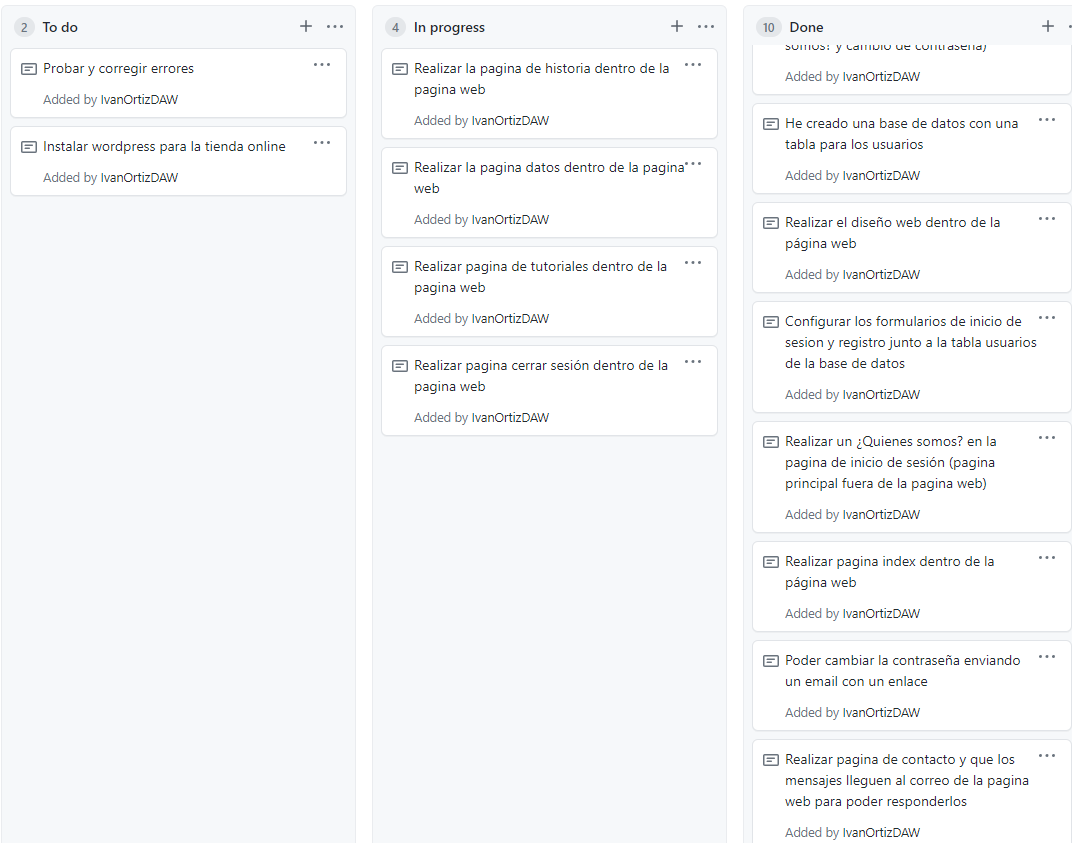 2 To do
Probar y corregir errores
Added by IvanOrtizDAW
Instalar wordpress para la tienda online
Added by IvanOrtizDAW
4 In progress
Realizar la pagina de historia dentro de la
pagina web
Added by IvanOrtizDAW
Realizar la pagina datos dentro de la pagina
web
Added by IvanOrtizDAW
Realizar pagina de tutoriales dentro de la
pagina web
Added by IvanOrtizDAW
Realizar pagina cerrar sesión dentro de la
pagina web
Added by IvanOrtizDAW
10 Done
somos? y cambio de contraseña)
Added by IvanOrtizDAW
He creado una base de datos con una
tabla para los usuarios
Added by IvanOrtizDAW
Realizar el diseño web dentro de la
página web
Added by IvanOrtizDAW
Configurar los formularios de inicio de
sesion y registro junto a la tabla usuarios
de la base de datos
Added by IvanOrtizDAW
Realizar un ¿Quienes somos? en la
pagina de inicio de sesión (pagina
principal fuera de la pagina web)
Added by IvanOrtizDAW
Realizar pagina index dentro de la
página web
Added by IvanOrtizDAW
Poder cambiar la contraseña enviando
un email con un enlace
Added by IvanOrtizDAW
Realizar pagina de contacto y que los
mensajes lleguen al correo de la pagina
web para poder responderlos
Added by IvanOrtizDAW